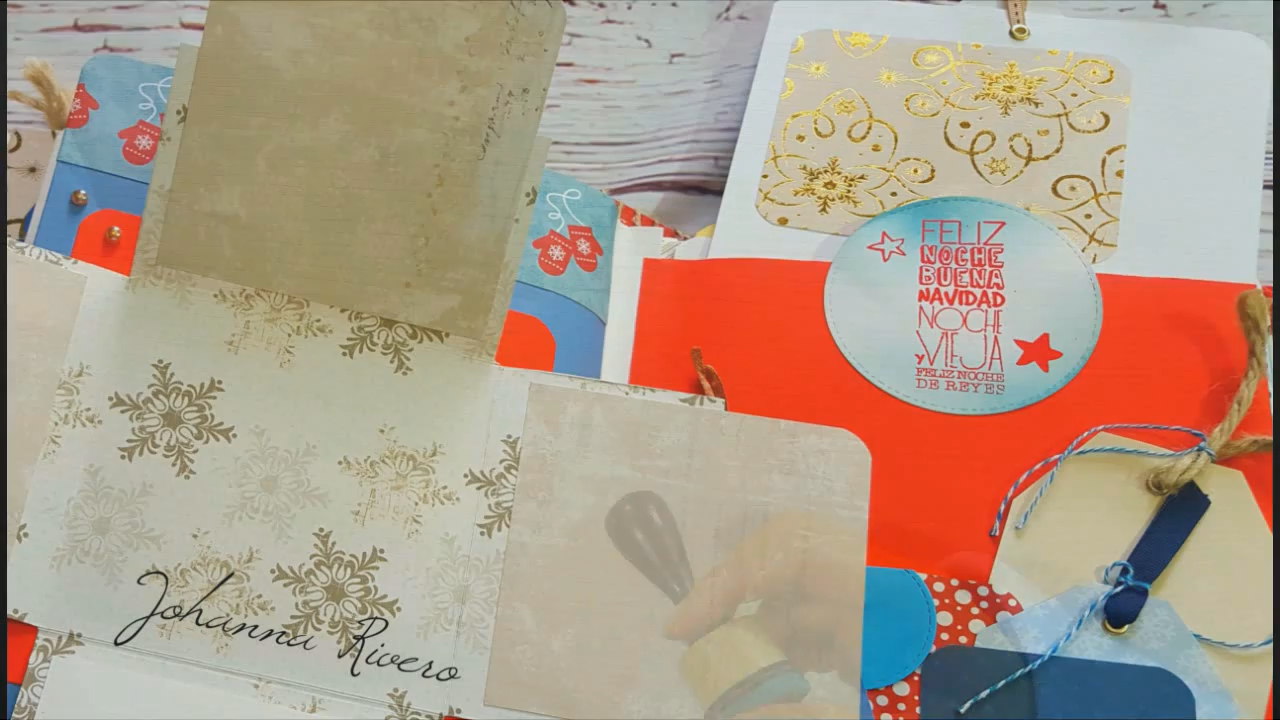 FELIZ
NOCHE
BUENA
NAVIDAD
NOCHE
y VIEJA
FELIZ NOCHE
DE REYES
Johanna Rivero